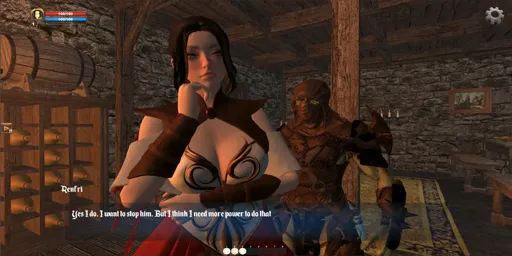 Renfri
Yes I do. I want to stop him. But I think I need more power to do that